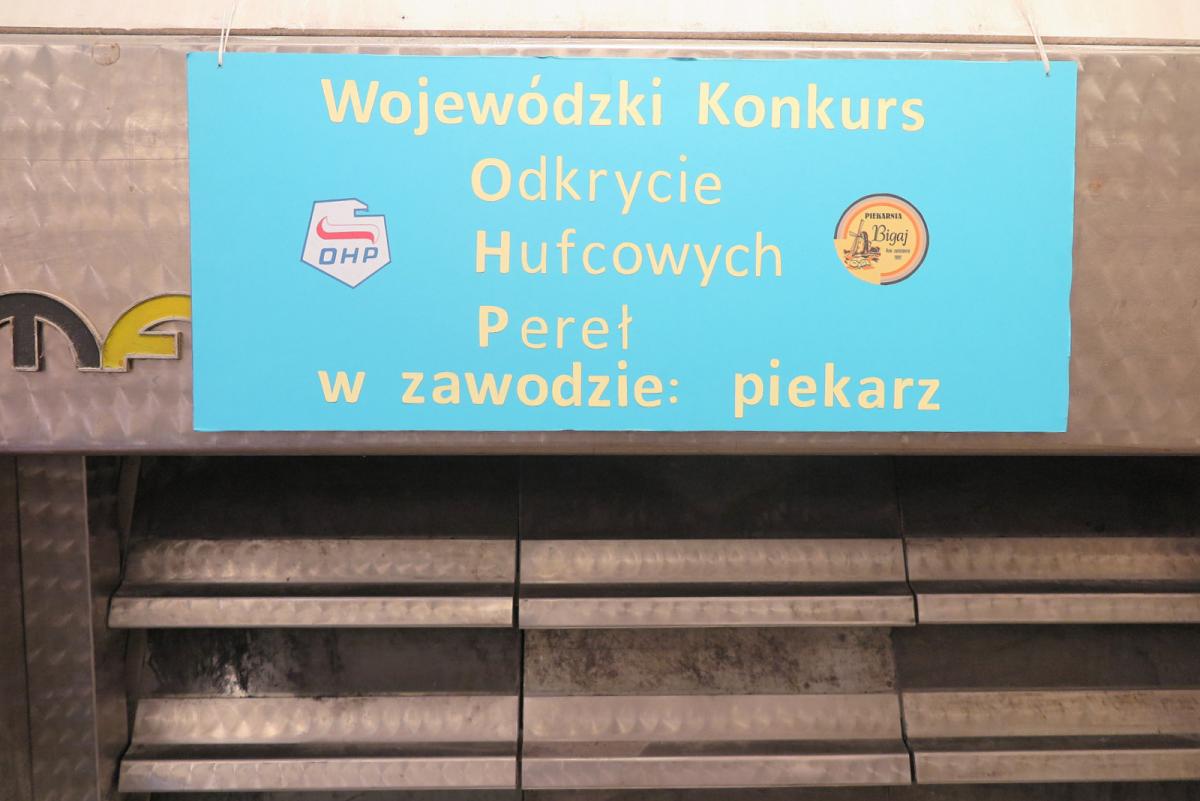 Wojewódzki Konkurs
Odkrycie
Hufcowych
Pereł
w zawodzie: piekarz
OHP
PIEKARNIA
Bigaj